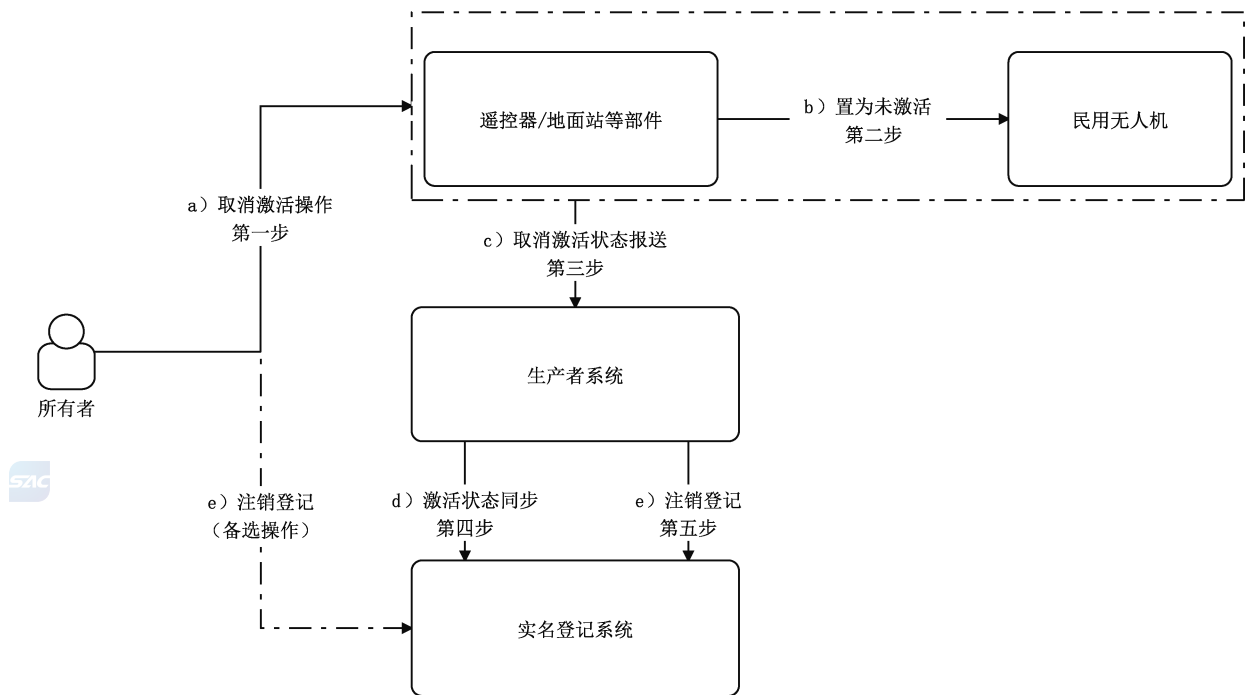 遥控器/地面站等部件
b）置为未激活
第二步
民用无人机
a）取消激活操作
第一步
c）取消激活状态报送
第三步
生产者系统
所有者
SAC
e）注销登记
（备选操作）
d）激活状态同步
第四步
e）注销登记
第五步
实名登记系统